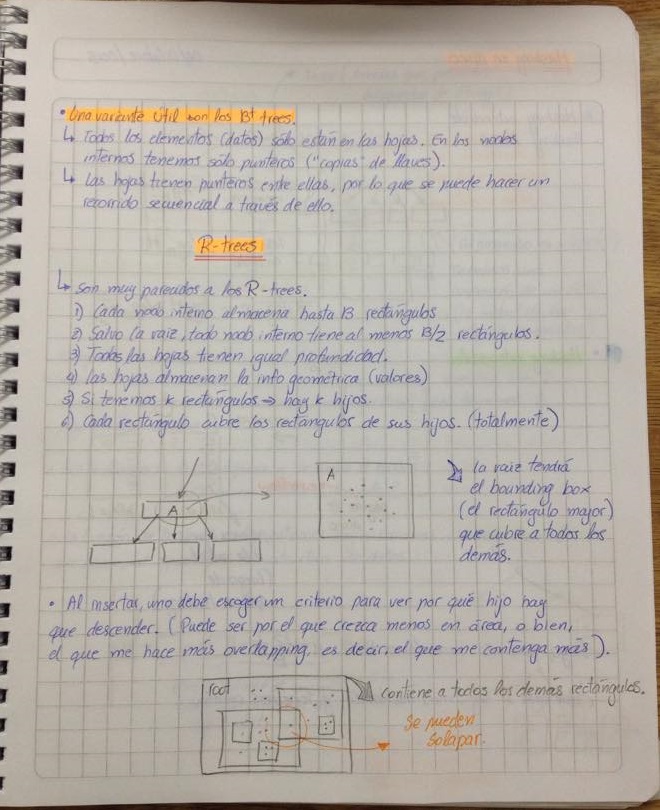 • Una variante útil son los B+ trees.
↳ Todos los elementos (datos) sólo están en las hojas. En los nodos
internos tenemos sólo punteros ("copias" de llaves).
↳ Las hojas tienen punteros entre ellas, por lo que se puede hacer un
recorrido secuencial a través de ello.
R-trees
↳ Son muy parecidos a los R-trees.
1) Cada nodo interno almacena hasta B rectángulos
2) Salvo la raíz, todo nodo interno tiene al menos B/2 rectángulos.
3) Todas las hojas tienen igual profundidad.
4) Las hojas almacenan la info geométrica (valores)
5) Si tenemos k rectángulos → hay k hijos.
6) Cada rectángulo cubre los rectángulos de sus hijos. (totalmente)
A
A
La raíz tendrá
el bounding box
(el rectángulo mayor)
que cubre a todos los
demás.
• Al insertar, uno debe escoger un criterio para ver por qué hijo hay
que descender. (Puede ser por el que crezca menos en área, o bien,
el que me hace más overlapping, es decir, el que me contenga más).
root
contiene a todos los demás rectángulos.
Se pueden
solapar.